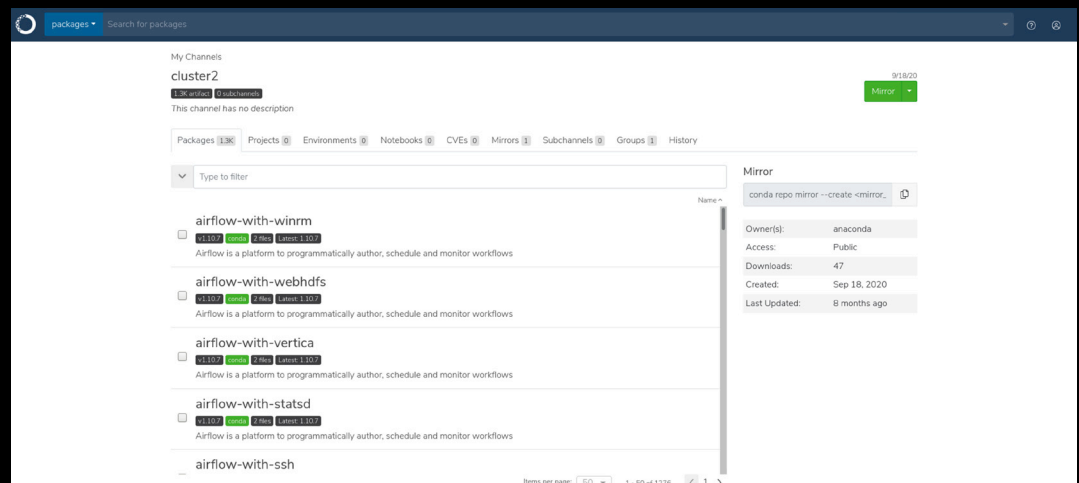 packages Search for packages
My Channels
cluster2
9/18/20
1.3K artifact 0 subchannels
Mirror
This channel has no description
Packages 1.3K Projects 0 Environments 0 Notebooks 0 CVEs 0 Mirrors 1 Subchannels 0 Groups 1 History
Type to filter
Name
airflow-with-winrm
v1.10.7 conda 2 files Latest: 1.10.7
Airflow is a platform to programmatically author, schedule and monitor workflows
airflow-with-webhdfs
v1.10.7 conda 2 files Latest: 1.10.7
Airflow is a platform to programmatically author, schedule and monitor workflows
airflow-with-vertica
v1.10.7 conda 2 files Latest: 1.10.7
Airflow is a platform to programmatically author, schedule and monitor workflows
airflow-with-statsd
v1.10.7 conda 2 files Latest: 1.10.7
Airflow is a platform to programmatically author, schedule and monitor workflows
airflow-with-ssh
Items per page: 50 1 - 50 of 1276 1
Mirror
conda repo mirror --create <mirror_
Owner(s): anaconda
Access: Public
Downloads: 47
Created: Sep 18, 2020
Last Updated: 8 months ago